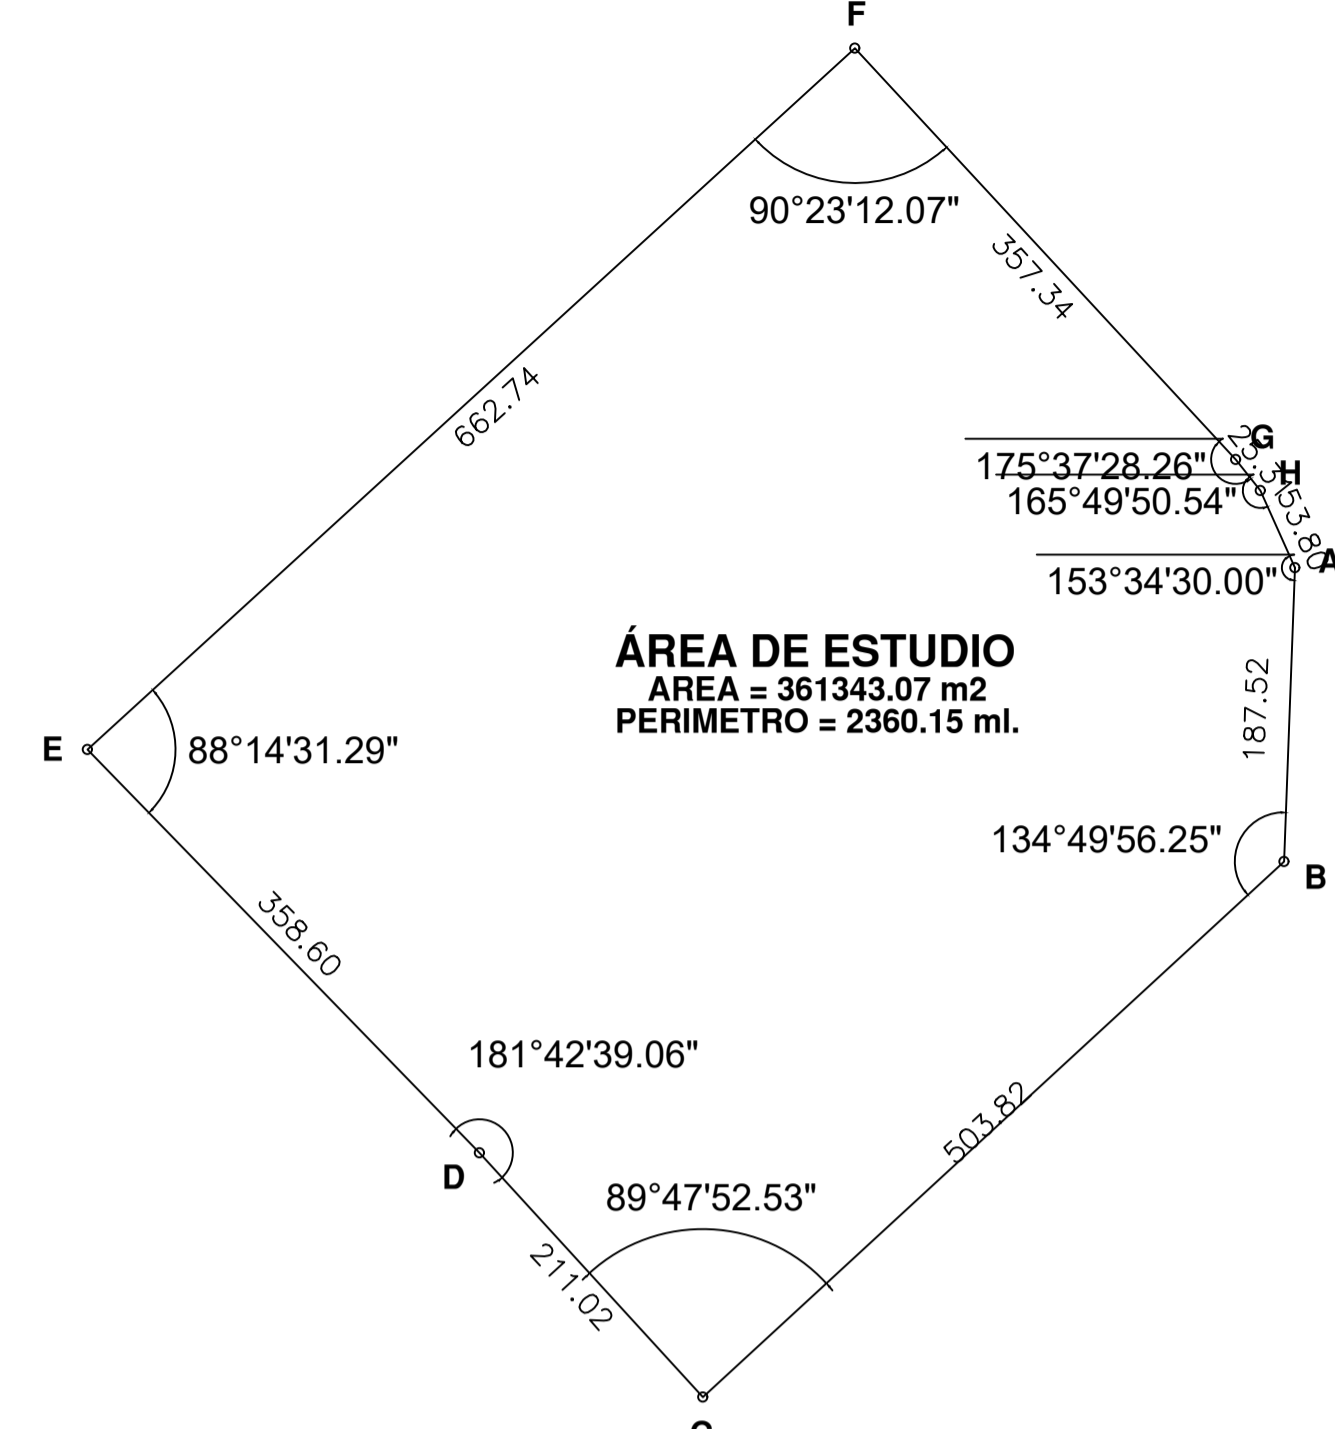 F
90°23'12.07"
357.34
662.74
G
175°37'28.26"
H
165°49'50.54"
53.80
A
153°34'30.00"
ÁREA DE ESTUDIO
AREA = 361343.07 m2
PERIMETRO = 2360.15 ml.
187.52
E
88°14'31.29"
134°49'56.25"
B
358.60
181°42'39.06"
503.82
D
89°47'52.53"
211.02